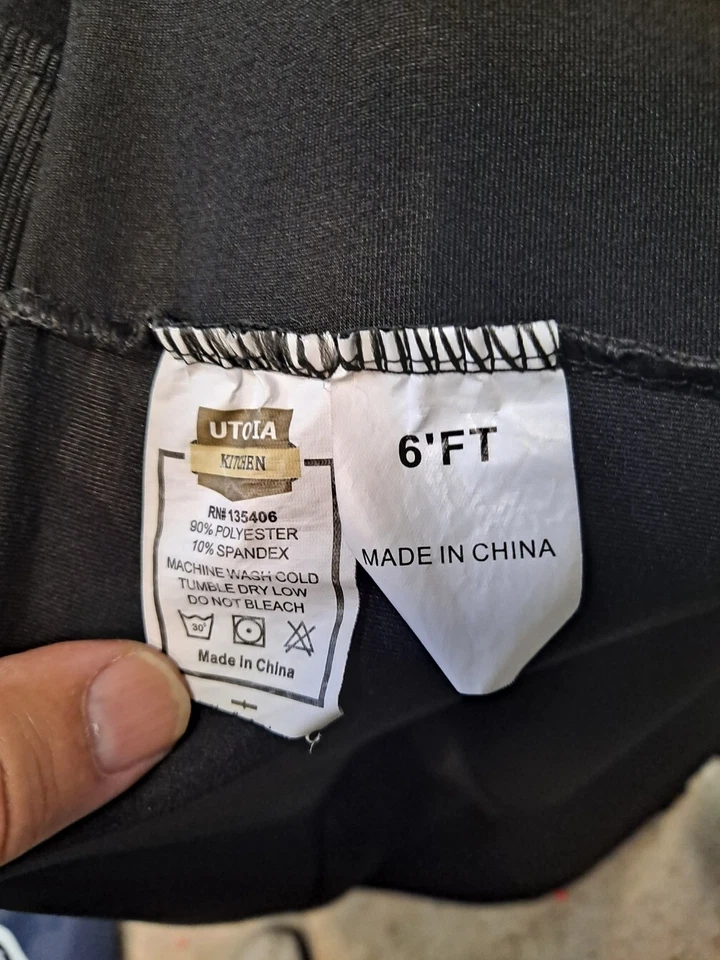 UTOIA
KITCHEN
RN# 135406
90% POLYESTER
10% SPANDEX
MACHINE WASH COLD
TUMBLE DRY LOW
DO NOT BLEACH
30°
Made In China
6'FT
MADE IN CHINA